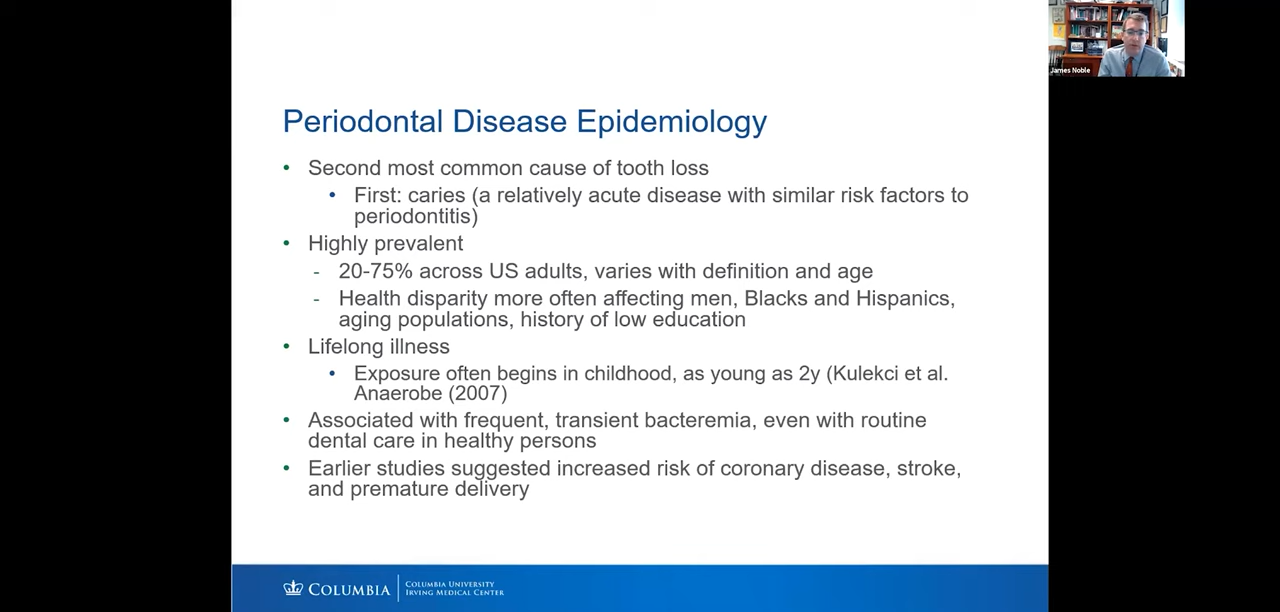 James Noble
Periodontal Disease Epidemiology
• Second most common cause of tooth loss
• First: caries (a relatively acute disease with similar risk factors to
periodontitis)
• Highly prevalent
- 20-75% across US adults, varies with definition and age
- Health disparity more often affecting men, Blacks and Hispanics,
aging populations, history of low education
• Lifelong illness
• Exposure often begins in childhood, as young as 2y (Kulekci et al.
Anaerobe (2007)
• Associated with frequent, transient bacteremia, even with routine
dental care in healthy persons
• Earlier studies suggested increased risk of coronary disease, stroke,
and premature delivery
COLUMBIA
COLUMBIA UNIVERSITY
IRVING MEDICAL CENTER